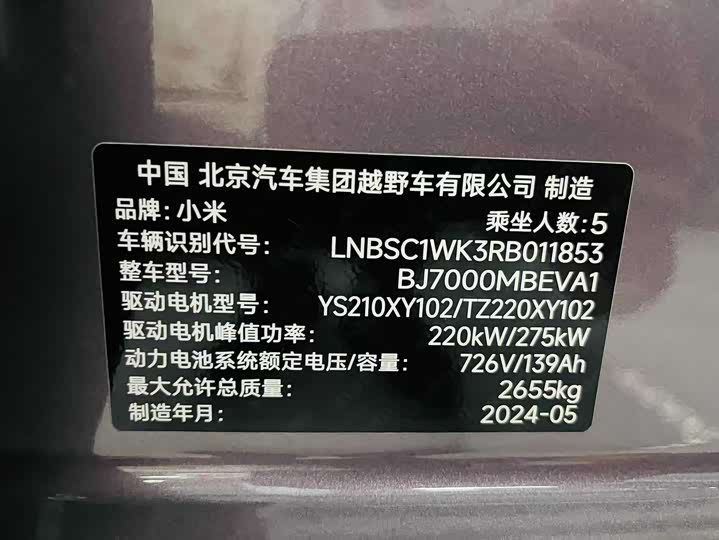 中国 北京汽车集团越野车有限公司 制造
品牌:小米 乘坐人数:5
车辆识别代号: LNBSC1WK3RB011853
整车型号: BJ7000MBEVA1
驱动电机型号: YS210XY102/TZ220XY102
驱动电机峰值功率: 220kW/275kW
动力电池系统额定电压/容量: 726V/139Ah
最大允许总质量: 2655kg
制造年月: 2024-05